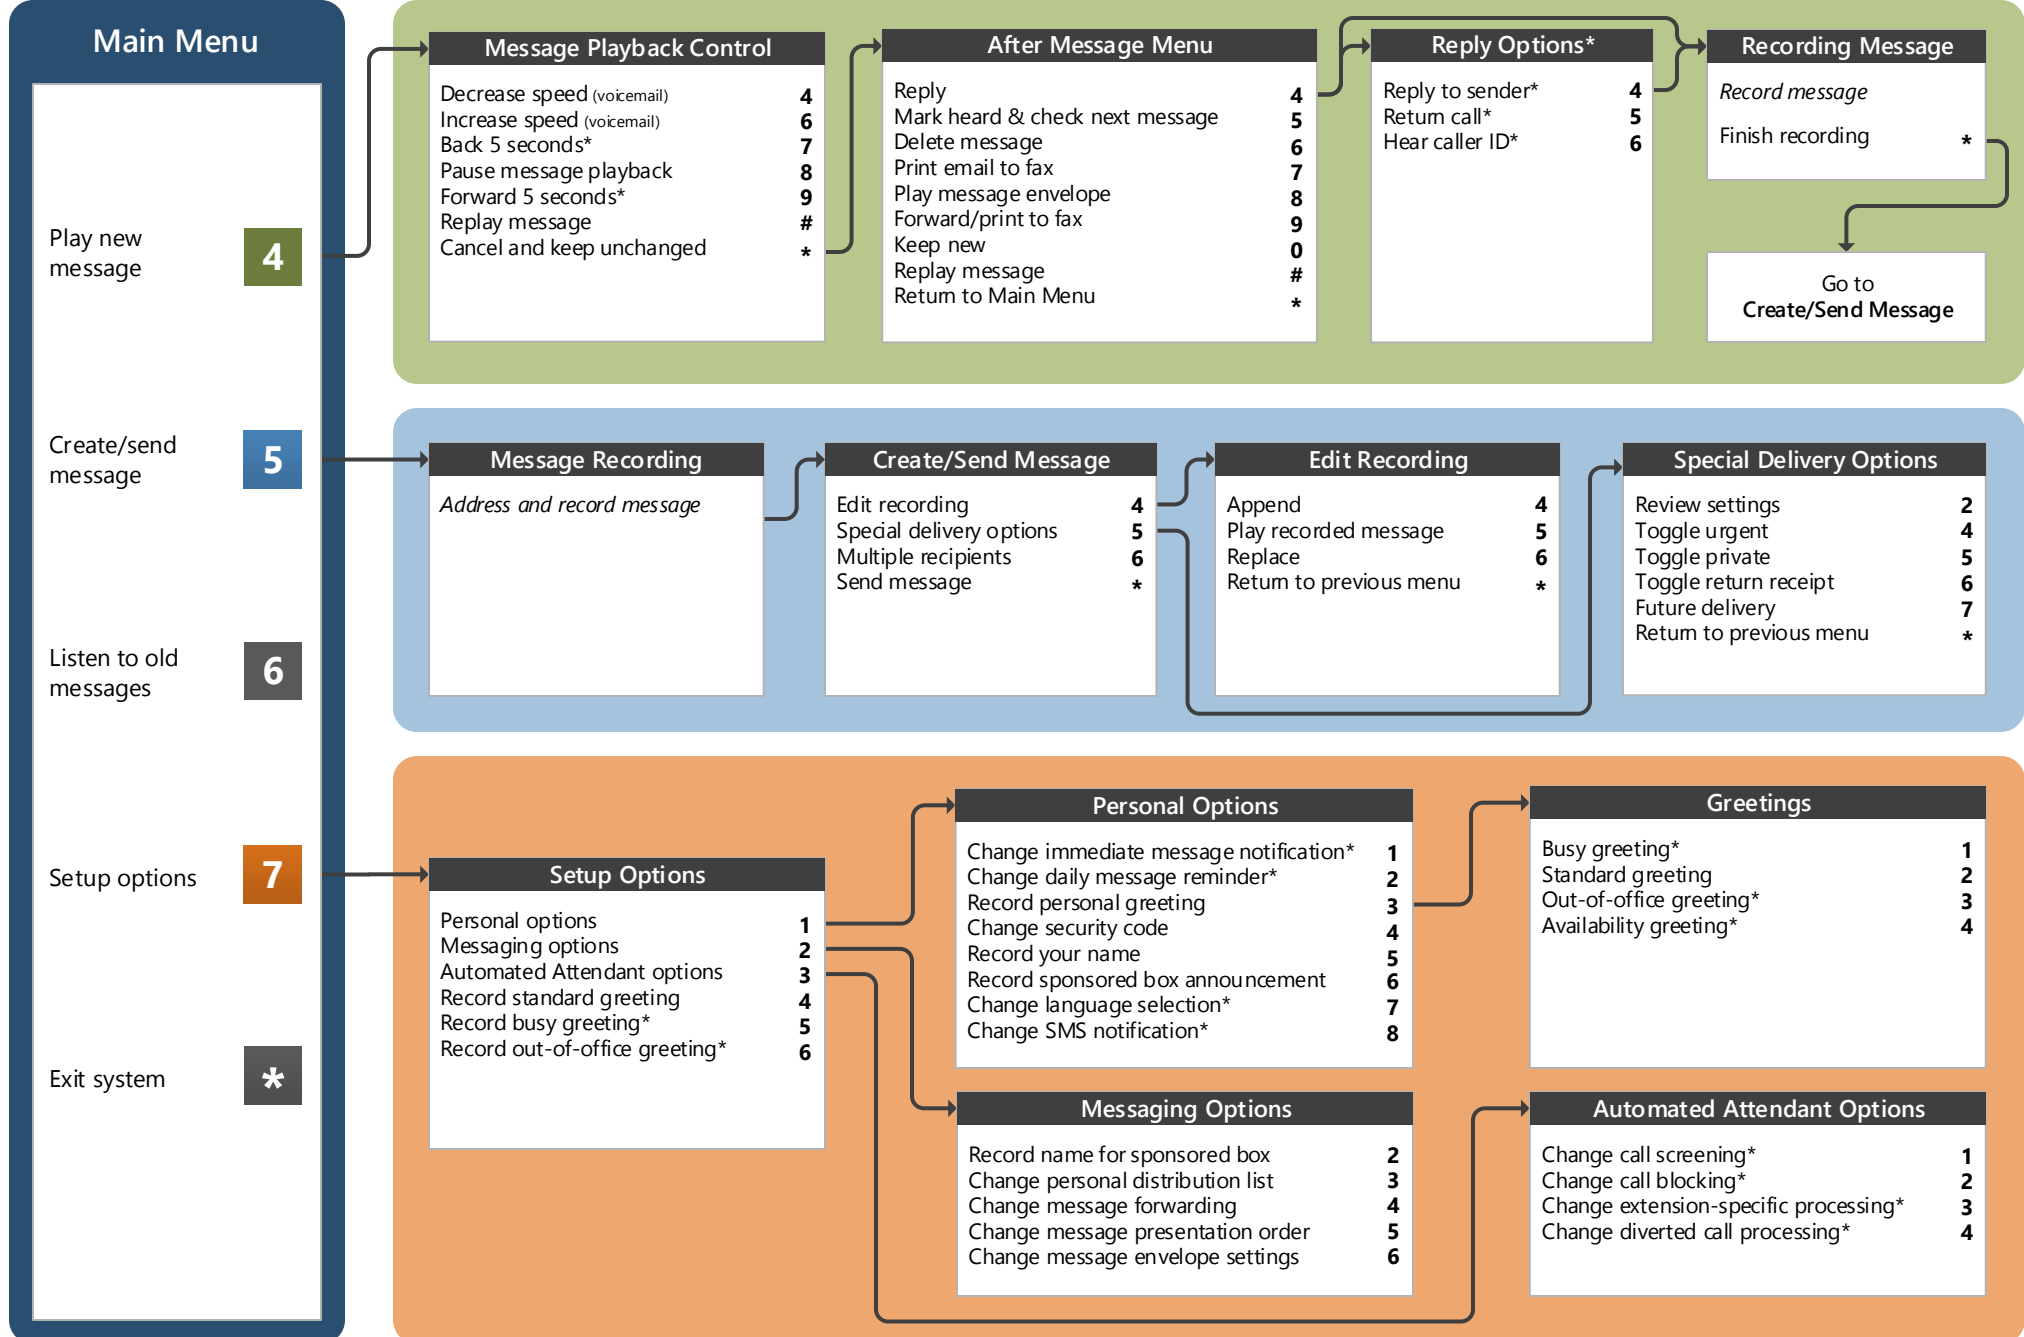 Main Menu
Play new
message
4
Create/send
message
5
Listen to old
messages
6
Setup options
7
Exit system
*
Message Playback Control
Decrease speed (voicemail) 4
Increase speed (voicemail) 6
Back 5 seconds* 7
Pause message playback 8
Forward 5 seconds* 9
Replay message #
Cancel and keep unchanged *
After Message Menu
Reply 4
Mark heard & check next message 5
Delete message 6
Print email to fax 7
Play message envelope 8
Forward/print to fax 9
Keep new 0
Replay message #
Return to Main Menu *
Reply Options*
Reply to sender* 4
Return call* 5
Hear caller ID* 6
Recording Message
Record message
Finish recording *
Go to
Create/Send Message
Message Recording
Address and record message
Create/Send Message
Edit recording 4
Special delivery options 5
Multiple recipients 6
Send message *
Edit Recording
Append 4
Play recorded message 5
Replace 6
Return to previous menu *
Special Delivery Options
Review settings 2
Toggle urgent 4
Toggle private 5
Toggle return receipt 6
Future delivery 7
Return to previous menu *
Setup Options
Personal options 1
Messaging options 2
Automated Attendant options 3
Record standard greeting 4
Record busy greeting* 5
Record out-of-office greeting* 6
Personal Options
Change immediate message notification* 1
Change daily message reminder* 2
Record personal greeting 3
Change security code 4
Record your name 5
Record sponsored box announcement 6
Change language selection* 7
Change SMS notification* 8
Greetings
Busy greeting* 1
Standard greeting 2
Out-of-office greeting* 3
Availability greeting* 4
Messaging Options
Record name for sponsored box 2
Change personal distribution list 3
Change message forwarding 4
Change message presentation order 5
Change message envelope settings 6
Automated Attendant Options
Change call screening* 1
Change call blocking* 2
Change extension-specific processing* 3
Change diverted call processing* 4